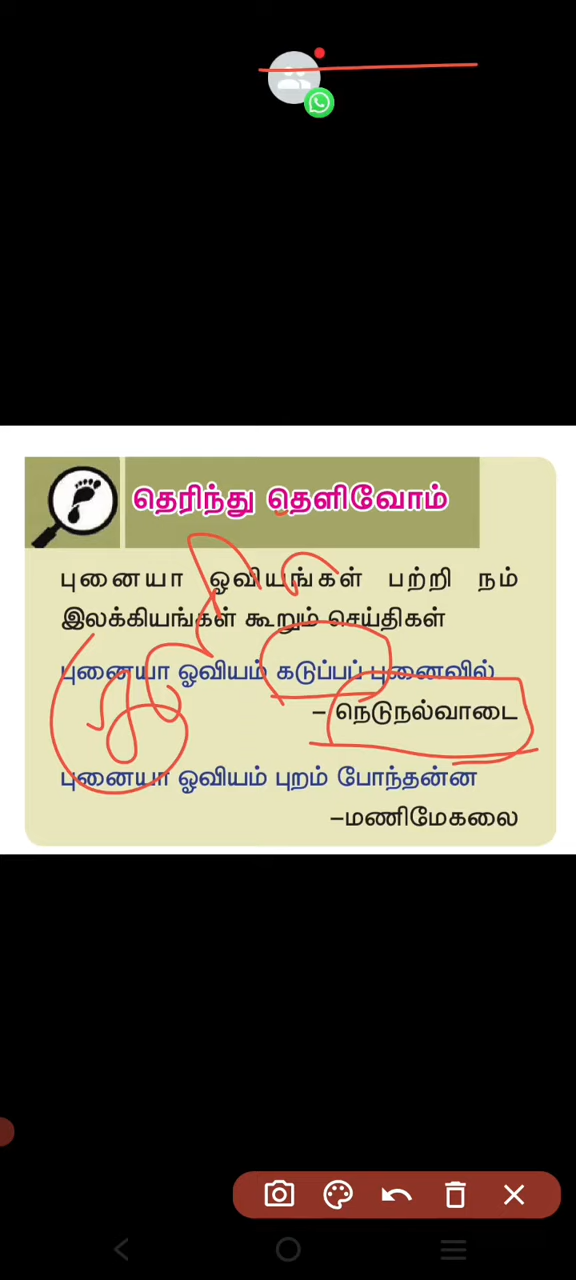 தெரிந்து தெளிவோம்
புனையா ஓவியங்கள் பற்றி நம்
இலக்கியங்கள் கூறும் செய்திகள்
புனையா ஓவியம் கடுப்பப் புனைவில்
– நெடுநல்வாடை
புனையா ஓவியம் புறம் போந்தன்ன
–மணிமேகலை